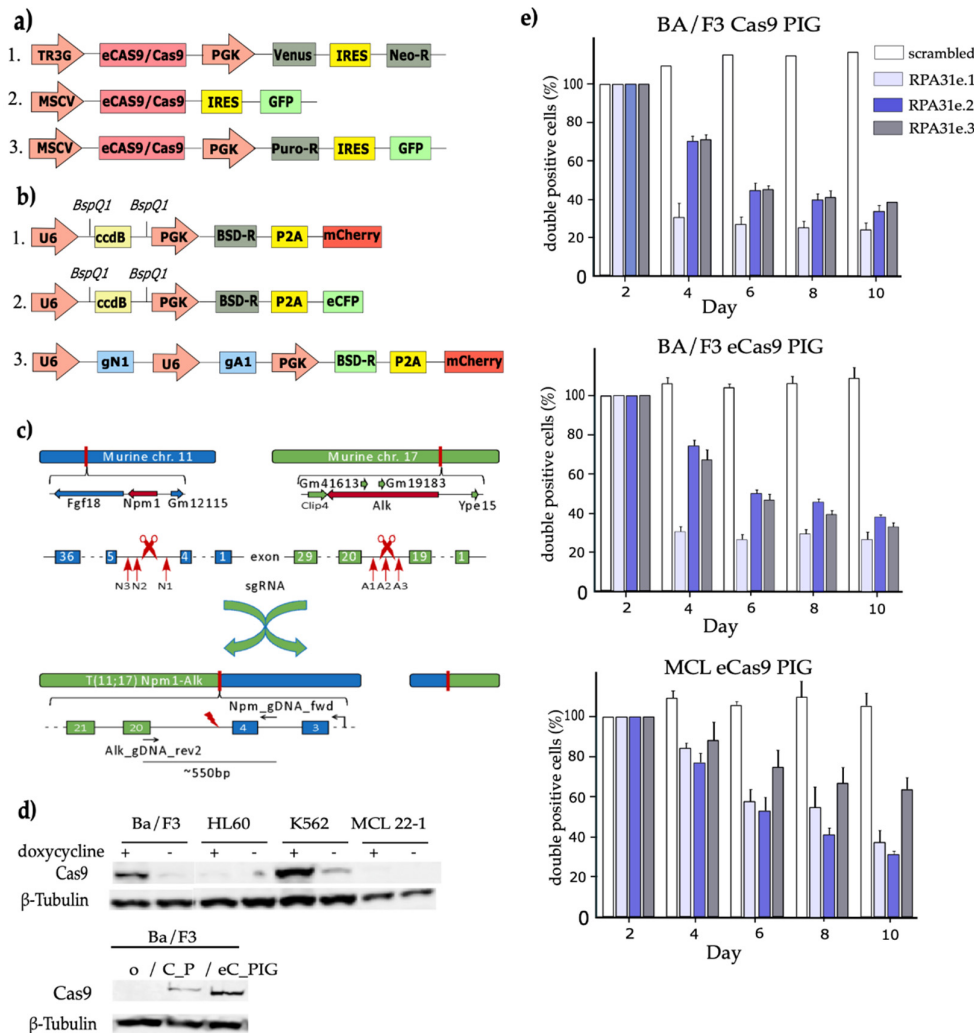 a)
1. TR3G eCAS9/Cas9 PGK Venus IRES Neo-R
2. MSCV eCAS9/Cas9 IRES GFP
3. MSCV eCAS9/Cas9 PGK Puro-R IRES GFP
b)
BspQ1 BspQ1
1. U6 ccdB PGK BSD-R P2A mCherry
BspQ1 BspQ1
2. U6 ccdB PGK BSD-R P2A eCFP
3. U6 gN1 U6 gA1 PGK BSD-R P2A mCherry
c)
Murine chr. 11 Murine chr. 17
Gm41613 Gm19183
Fgf18 Npm1 Gm12115 Clip4 Alk Ype15
36 5 4 1 exon 29 20 19 1
N3 N2 N1 sgRNA A1 A2 A3
T(11;17) Npm1-Alk
Npm_gDNA_fwd
21 20 4 3
Alk_gDNA_rev2
~550bp
d)
Ba/F3 HL60 K562 MCL 22-1
doxycycline + - + - + - + -
Cas9
β-Tubulin
Ba/F3
o / C_P / eC_PIG
Cas9
β-Tubulin
e)
BA/F3 Cas9 PIG
scrambled
RPA31e.1
RPA31e.2
RPA31e.3
double positive cells (%)
100
80
60
40
20
0
2 4 6 8 10
Day
BA/F3 eCas9 PIG
double positive cells (%)
100
80
60
40
20
0
2 4 6 8 10
Day
MCL eCas9 PIG
double positive cells (%)
100
80
60
40
20
0
2 4 6 8 10
Day